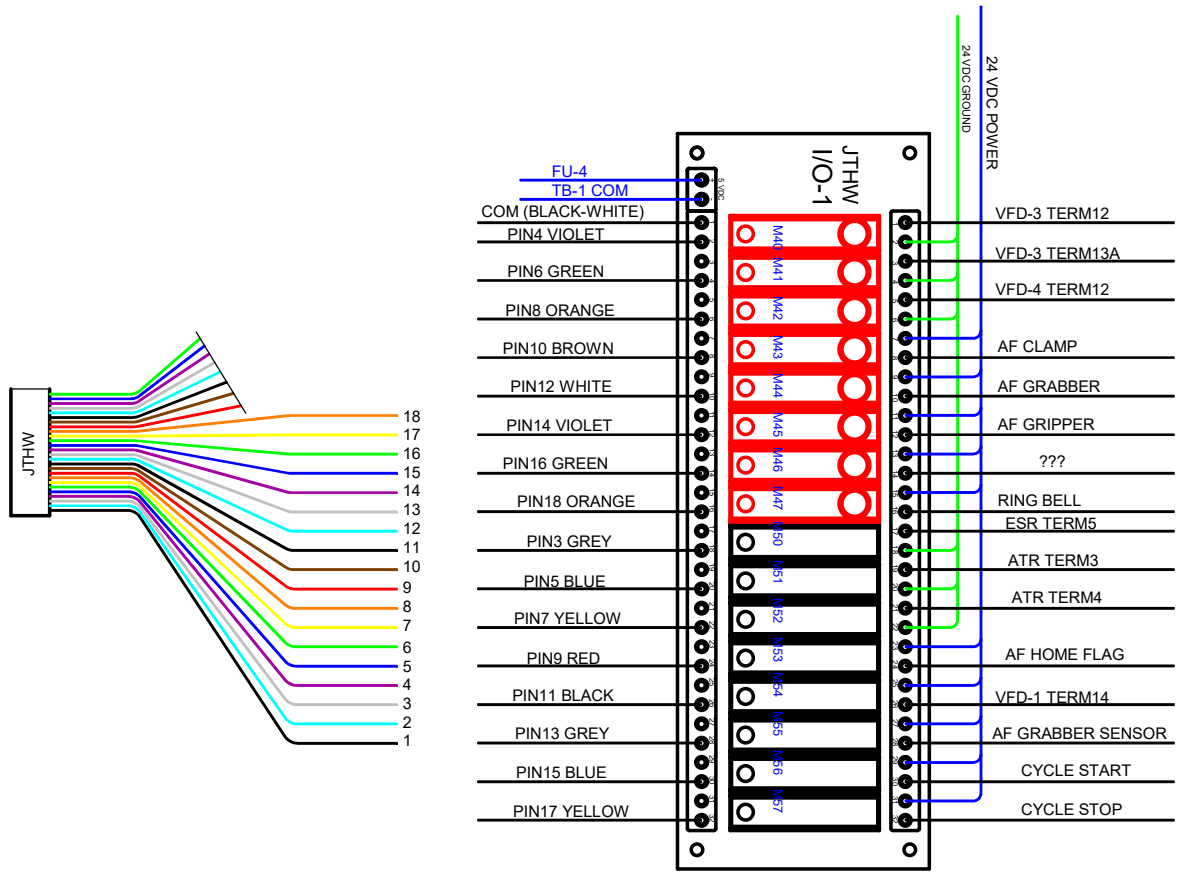 24 VDC GROUND
24 VDC POWER
JTHW
I/O-1
5 VDC
FU-4
TB-1 COM
COM (BLACK-WHITE)
PIN4 VIOLET
PIN6 GREEN
PIN8 ORANGE
PIN10 BROWN
PIN12 WHITE
PIN14 VIOLET
PIN16 GREEN
PIN18 ORANGE
PIN3 GREY
PIN5 BLUE
PIN7 YELLOW
PIN9 RED
PIN11 BLACK
PIN13 GREY
PIN15 BLUE
PIN17 YELLOW
M40
M41
M42
M43
M44
M45
M46
M47
M50
M51
M52
M53
M54
M55
M56
M57
VFD-3 TERM12
VFD-3 TERM13A
VFD-4 TERM12
AF CLAMP
AF GRABBER
AF GRIPPER
???
RING BELL
ESR TERM5
ATR TERM3
ATR TERM4
AF HOME FLAG
VFD-1 TERM14
AF GRABBER SENSOR
CYCLE START
CYCLE STOP
JTHW
18
17
16
15
14
13
12
11
10
9
8
7
6
5
4
3
2
1